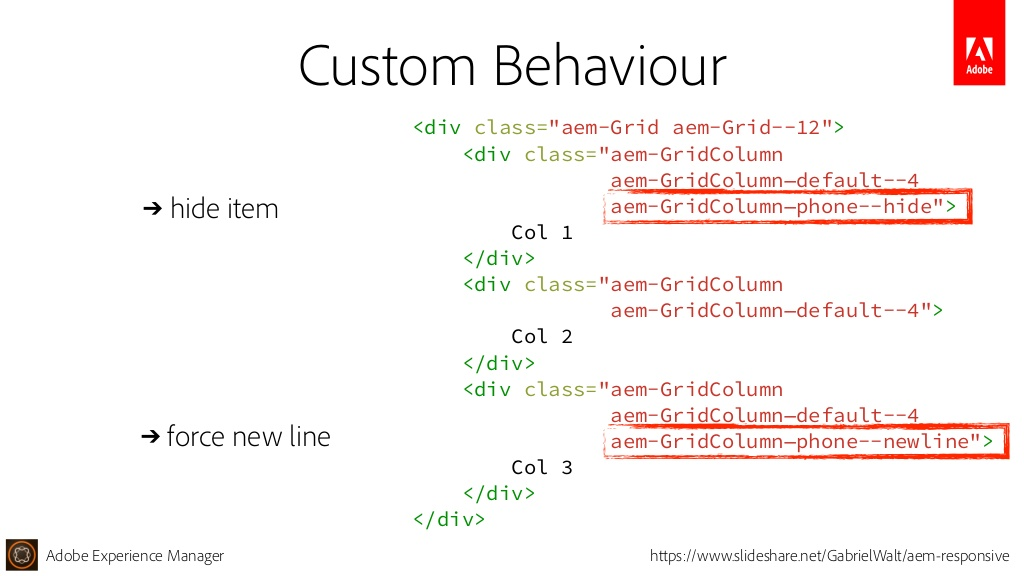 Custom Behaviour
Adobe
<div class="aem-Grid aem-Grid--12">
<div class="aem-GridColumn
aem-GridColumn—default--4
➔ hide item
aem-GridColumn—phone--hide">
Col 1
</div>
<div class="aem-GridColumn
aem-GridColumn—default--4">
Col 2
</div>
<div class="aem-GridColumn
aem-GridColumn—default--4
➔ force new line
aem-GridColumn—phone--newline">
Col 3
</div>
</div>
Adobe Experience Manager
https://www.slideshare.net/GabrielWalt/aem-responsive